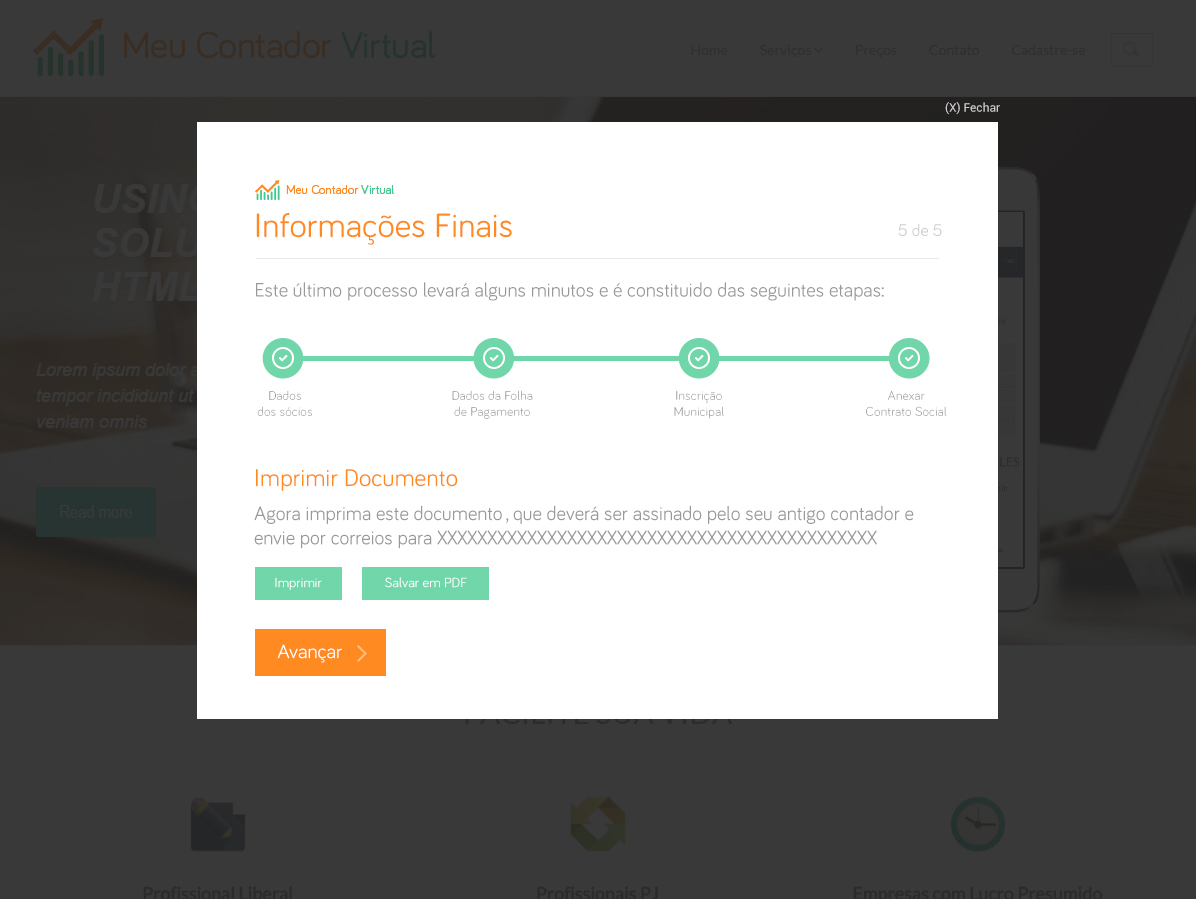 Meu Contador Virtual
Home Serviços Preços Contato Cadastre-se
(X) Fechar
Meu Contador Virtual
Informações Finais
5 de 5
Este último processo levará alguns minutos e é constituido das seguintes etapas:
Dados
dos sócios
Dados da Folha
de Pagamento
Inscrição
Municipal
Anexar
Contrato Social
Imprimir Documento
Agora imprima este documento, que deverá ser assinado pelo seu antigo contador e
envie por correios para XXXXXXXXXXXXXXXXXXXXXXXXXXXXXXXXXXXXXXXXXXXX
Imprimir
Salvar em PDF
Avançar
HTML
Lorem ipsum dolor
tempor incididunt ut
veniam omnis
Read more
FACILITE SUA VIDA
Profissional Liberal
Profissionais PJ
Empresas com Lucro Presumido